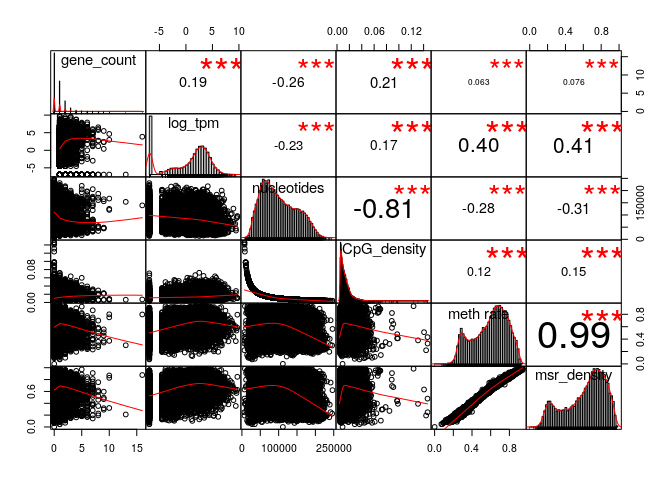 -5 0 5 10 0.00 0.06 0.12 0.0 0.4 0.8
gene_count *** 0.19 *** -0.26 *** 0.21 *** 0.063 *** 0.076 0 5 10 15
-5 0 5 log_tpm *** -0.23 *** 0.17 *** 0.40 *** 0.41
nucleotides *** -0.81 *** -0.28 *** -0.31 0 150000
0.00 0.08 CpG_density *** 0.12 *** 0.15
meth rate *** 0.99 0.0 0.4 0.8
0.0 0.6 msr_density
0 5 10 15 0 100000 250000 0.0 0.4 0.8